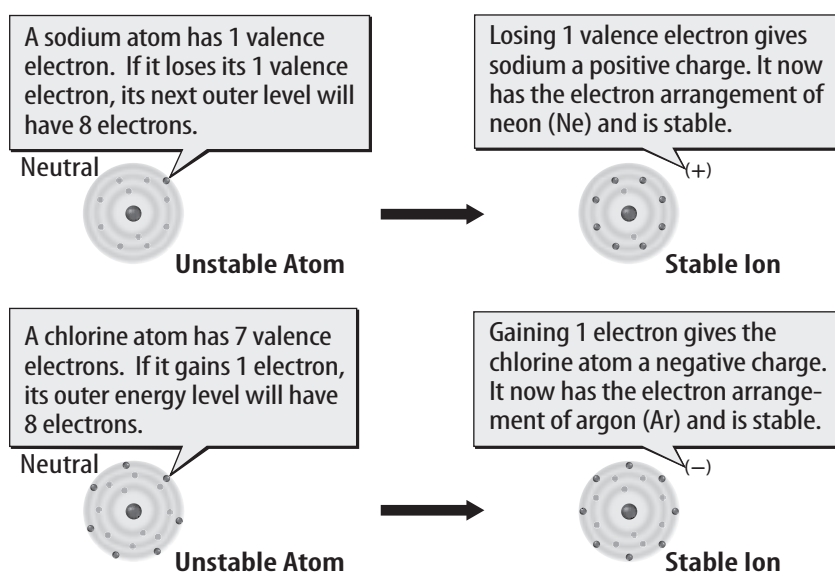 A sodium atom has 1 valence
electron. If it loses its 1 valence
electron, its next outer level will
have 8 electrons.
Neutral
Unstable Atom
Losing 1 valence electron gives
sodium a positive charge. It now
has the electron arrangement of
neon (Ne) and is stable.
(+)
Stable Ion
A chlorine atom has 7 valence
electrons. If it gains 1 electron,
its outer energy level will have
8 electrons.
Neutral
Unstable Atom
Gaining 1 electron gives the
chlorine atom a negative charge.
It now has the electron arrange-
ment of argon (Ar) and is stable.
(−)
Stable Ion